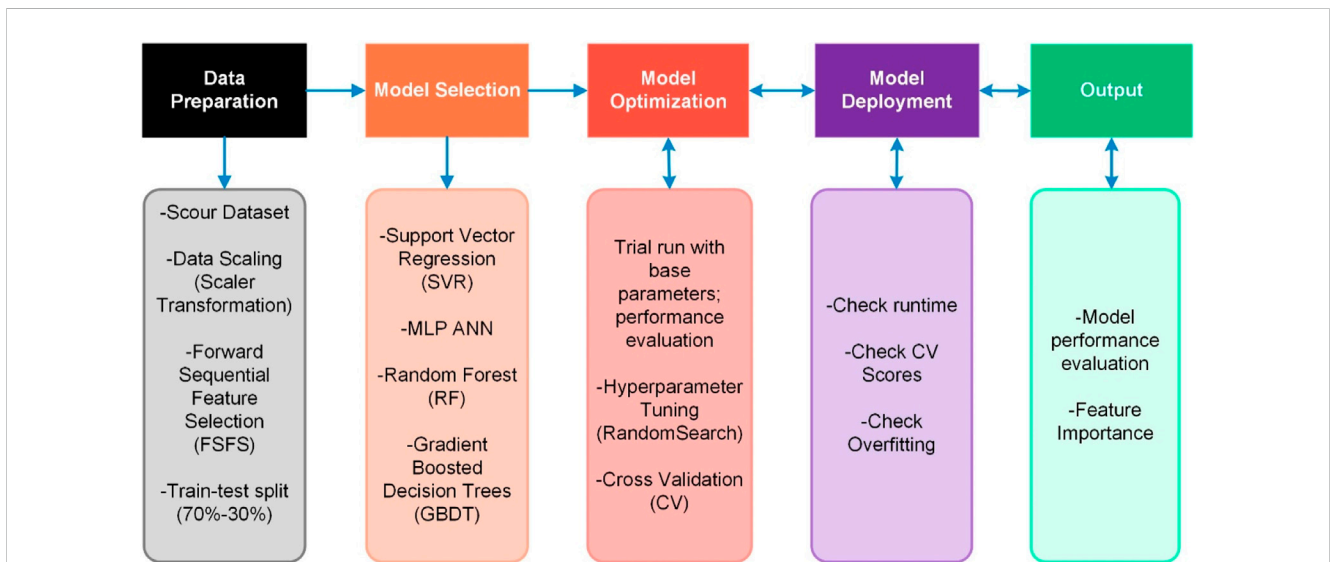 Data
Preparation
Model Selection
Model
Optimization
Model
Deployment
Output
-Scour Dataset
-Data Scaling
(Scaler
Transformation)
-Forward
Sequential
Feature
Selection
(FSFS)
-Train-test split
(70%-30%)
-Support Vector
Regression
(SVR)
-MLP ANN
-Random Forest
(RF)
-Gradient
Boosted
Decision Trees
(GBDT)
Trial run with
base
parameters;
performance
evaluation
-Hyperparameter
Tuning
(RandomSearch)
-Cross Validation
(CV)
-Check runtime
-Check CV
Scores
-Check
Overfitting
-Model
performance
evaluation
-Feature
Importance